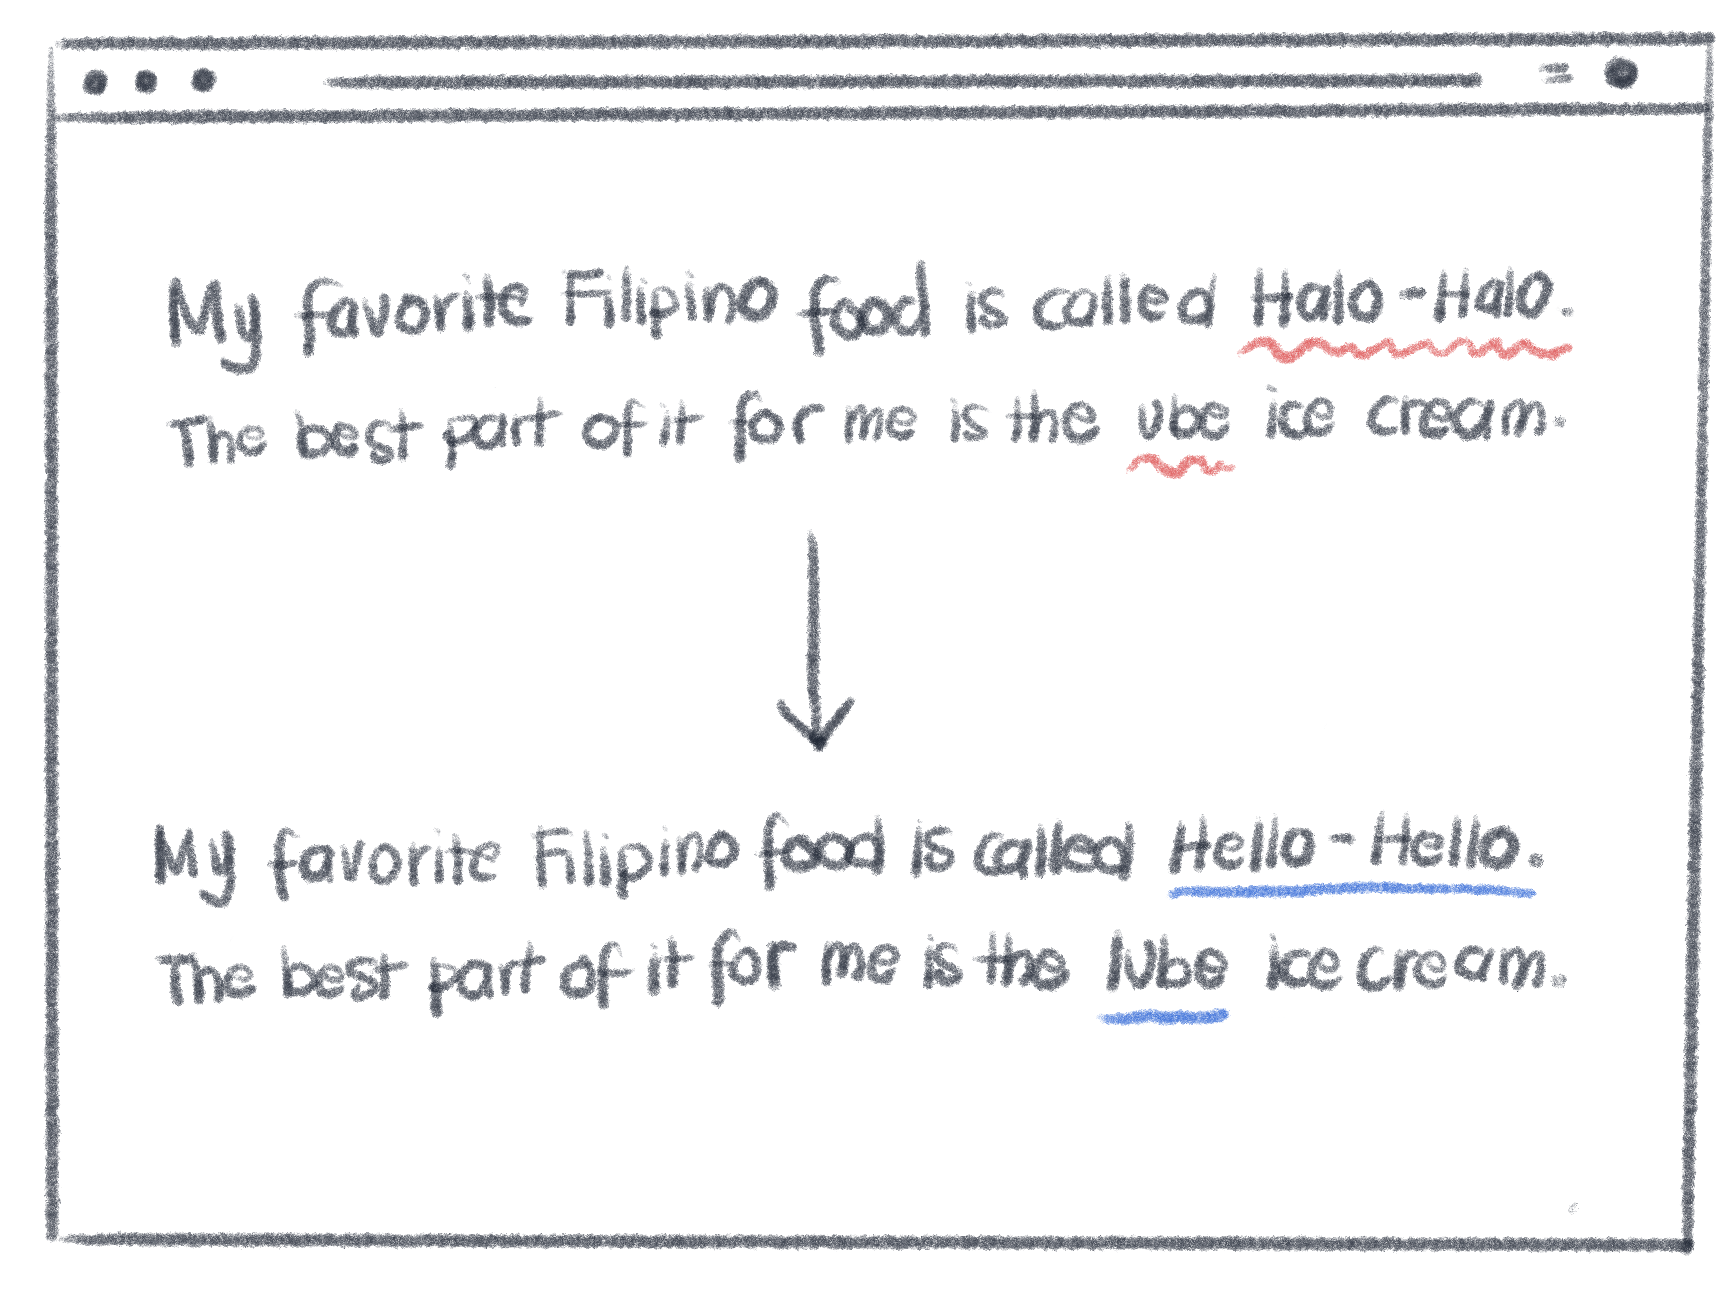 My favorite Filipino food is called Halo-Halo.
The best part of it for me is the ube ice cream.
My favorite Filipino food is called Hello-Hello.
The best part of it for me is the lube ice cream.